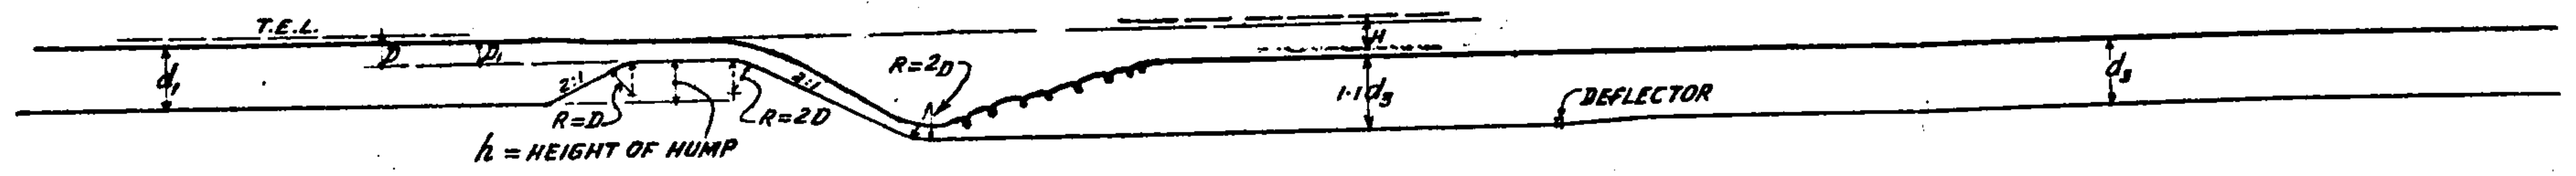 T.E.L.
D
D₁
d₁
2:1
R=D
R=2D
h = HEIGHT OF HUMP
2:1
R=2D
H
1·1d₃
DEFLECTOR
d₃